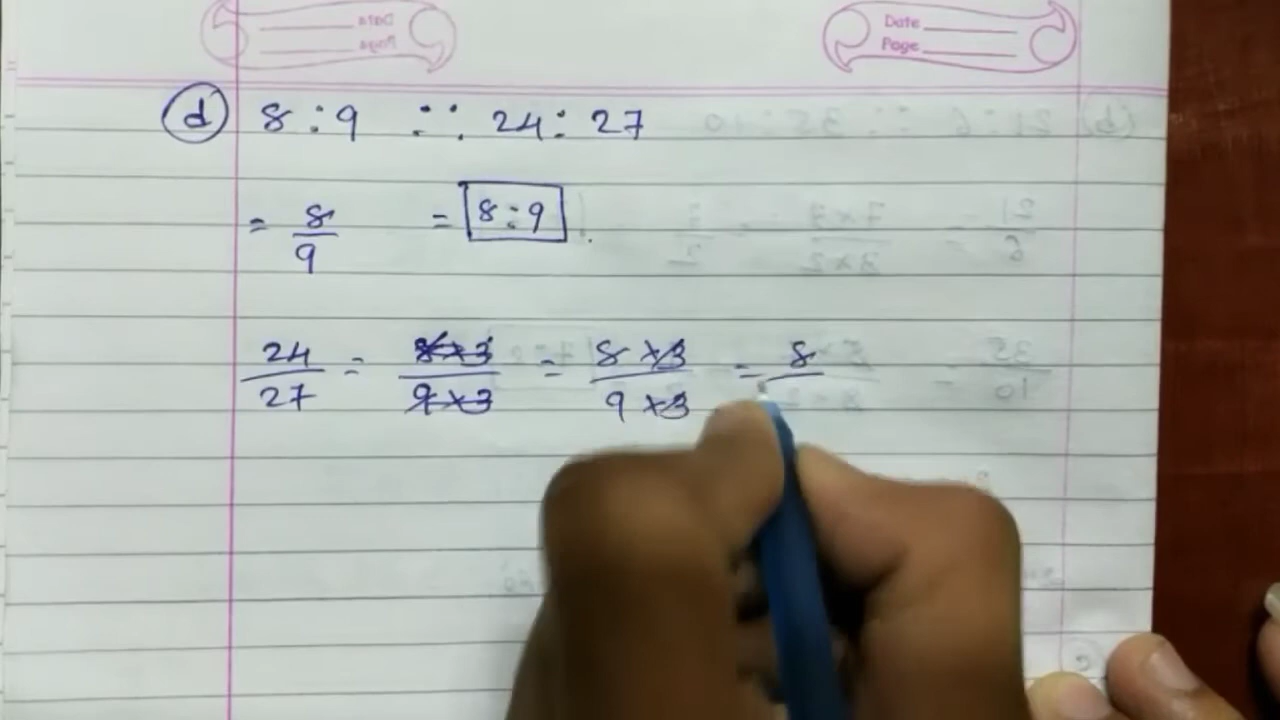 Date
Page
(d) 8 : 9 ∵ 24 : 27
= 8/9 = 8 : 9
24/27 = 8×3/9×3 = 8×3/9×3 = 8